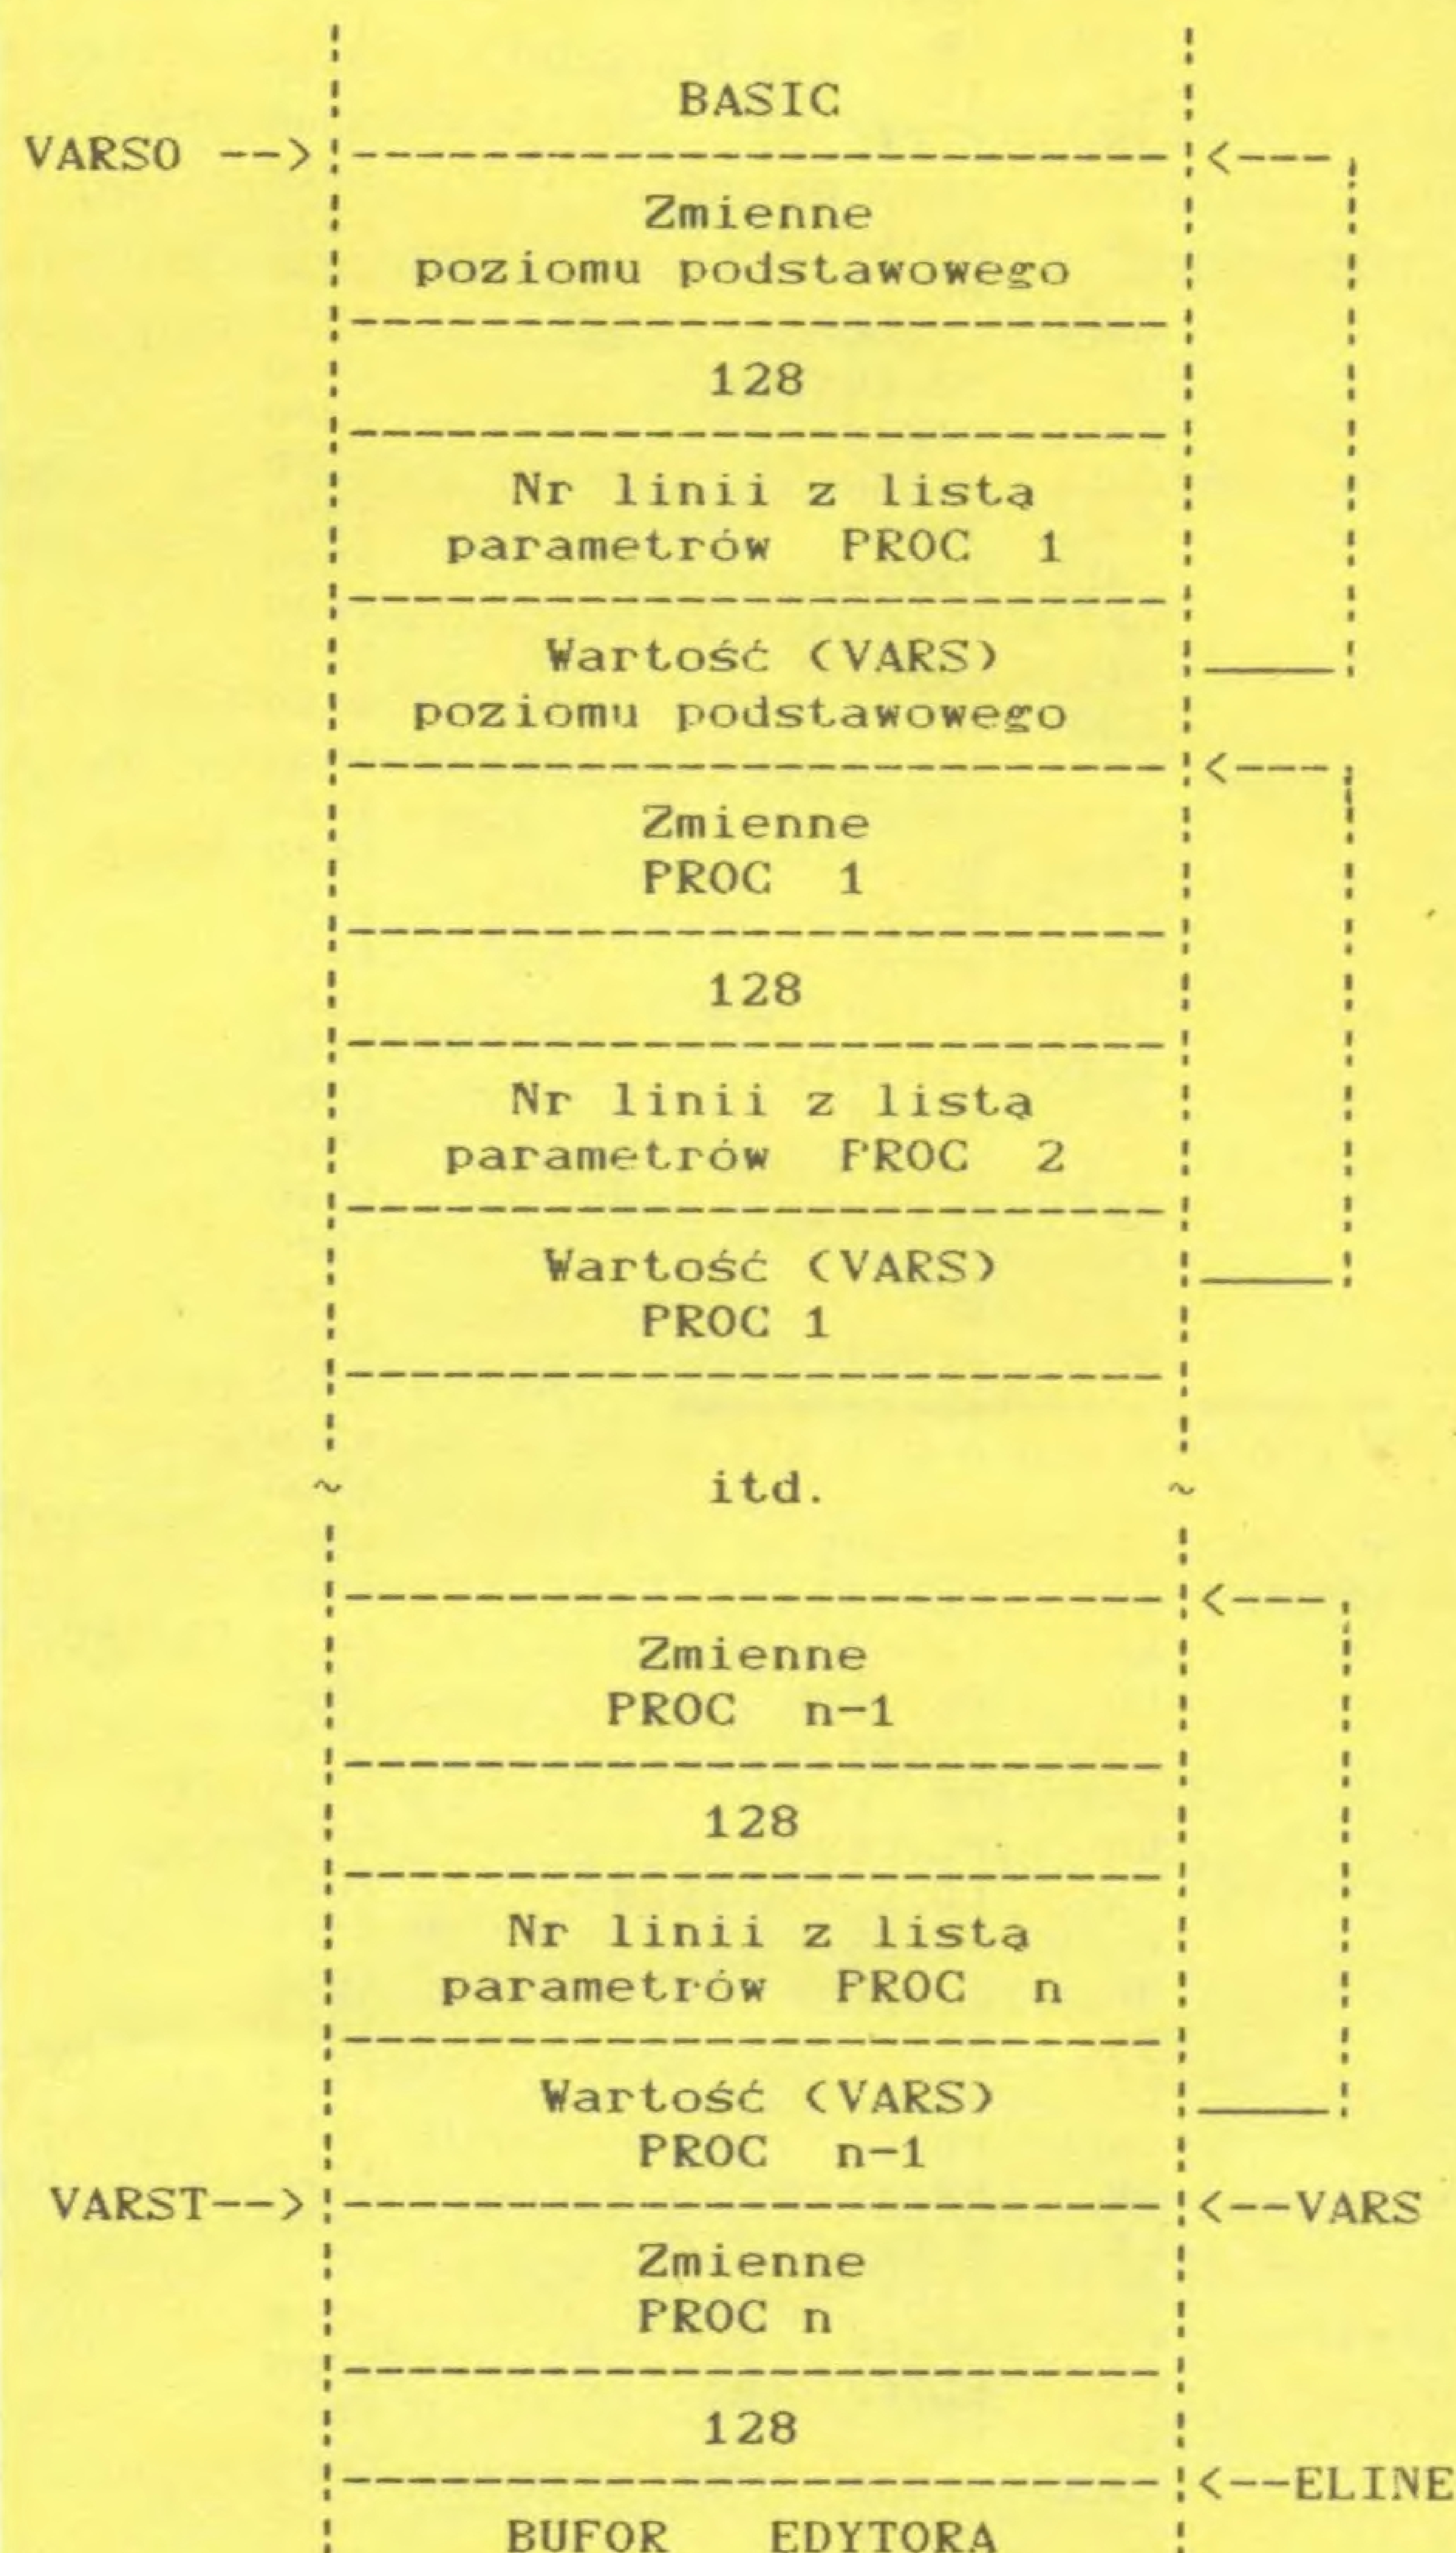 BASIC
VARSO -->
Zmienne
poziomu podstawowego
128
Nr linii z listą
parametrów PROC 1
Wartość (VARS)
poziomu podstawowego
Zmienne
PROC 1
128
Nr linii z listą
parametrów PROC 2
Wartość (VARS)
PROC 1
~ itd. ~
Zmienne
PROC n-1
128
Nr linii z listą
parametrów PROC n
Wartość (VARS)
PROC n-1
VARST--> <--VARS
Zmienne
PROC n
128
<--ELINE
BUFOR EDYTORA